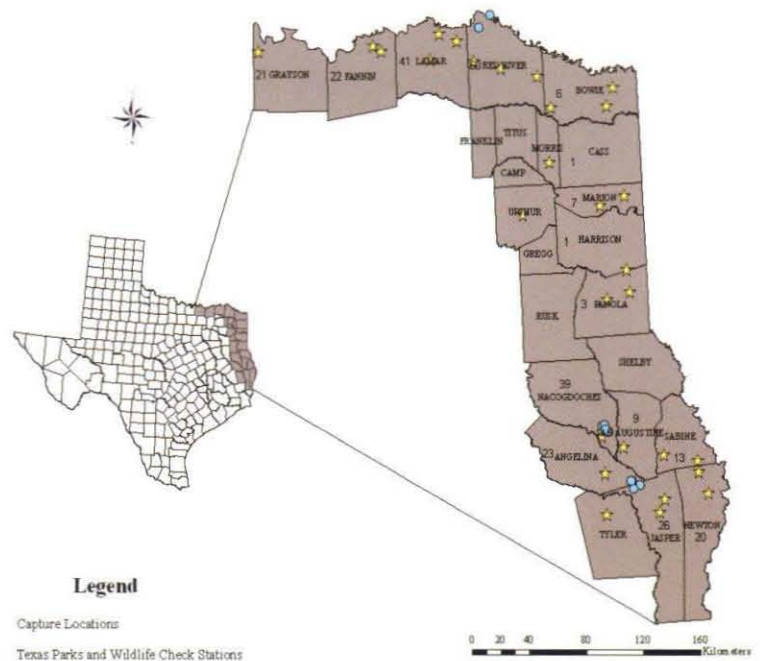 21 GRAYSON
22 FANNIN
41 LAMAR
RED RIVER
6 BOWIE
FRANKLIN
TITUS
MORRIS
1 CASS
CAMP
7 MARION
UPSHUR
1 HARRISON
GREGG
3 PANOLA
RUSK
SHELBY
39
NACOGDOCHES
9
AUGUSTINE
SABINE
13
23 ANGELINA
TYLER
26
JASPER
NEWTON
20
Legend
Capture Locations
Texas Parks and Wildlife Check Stations
0 20 40 80 120 160
Kilometers